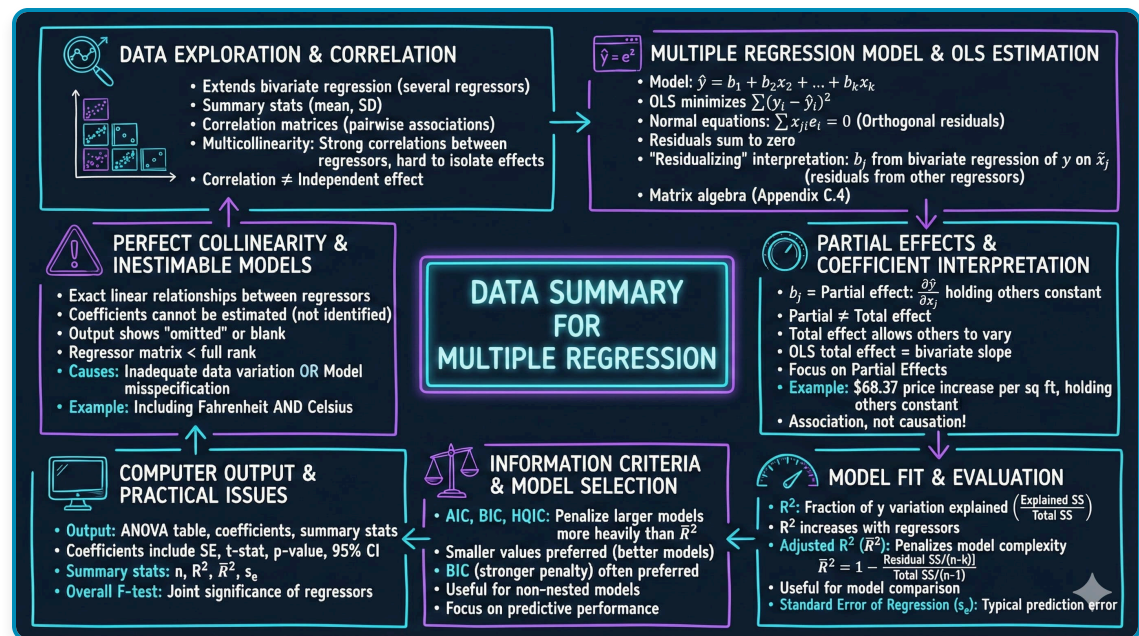 DATA EXPLORATION & CORRELATION
• Extends bivariate regression (several regressors)
• Summary stats (mean, SD)
• Correlation matrices (pairwise associations)
• Multicollinearity: Strong correlations between
regressors, hard to isolate effects
• Correlation ≠ Independent effect
ŷ = e²
MULTIPLE REGRESSION MODEL & OLS ESTIMATION
• Model: ŷ = b₁ + b₂x₂ + ... + bₖxₖ
• OLS minimizes ∑(yᵢ − ŷᵢ)²
• Normal equations: ∑ xⱼᵢeᵢ = 0 (Orthogonal residuals)
• Residuals sum to zero
• "Residualizing" interpretation: bⱼ from bivariate regression of y on x̃ⱼ
(residuals from other regressors)
• Matrix algebra (Appendix C.4)
PERFECT COLLINEARITY &
INESTIMABLE MODELS
• Exact linear relationships between regressors
• Coefficients cannot be estimated (not identified)
• Output shows "omitted" or blank
• Regressor matrix < full rank
• Causes: Inadequate data variation OR Model
misspecification
• Example: Including Fahrenheit AND Celsius
DATA SUMMARY
FOR
MULTIPLE REGRESSION
PARTIAL EFFECTS &
COEFFICIENT INTERPRETATION
• bⱼ = Partial effect: ∂ŷ/∂xⱼ holding others constant
• Partial ≠ Total effect
• Total effect allows others to vary
• OLS total effect = bivariate slope
• Focus on Partial Effects
• Example: $68.37 price increase per sq ft, holding
others constant
• Association, not causation!
COMPUTER OUTPUT &
PRACTICAL ISSUES
• Output: ANOVA table, coefficients, summary stats
• Coefficients include SE, t-stat, p-value, 95% CI
• Summary stats: n, R², R̅², sₑ
• Overall F-test: Joint significance of regressors
INFORMATION CRITERIA
& MODEL SELECTION
• AIC, BIC, HQIC: Penalize larger models
more heavily than R̅²
• Smaller values preferred (better models)
• BIC (stronger penalty) often preferred
• Useful for non-nested models
• Focus on predictive performance
MODEL FIT & EVALUATION
• R²: Fraction of y variation explained (Explained SS/Total SS)
• R² increases with regressors
• Adjusted R² (R̅²): Penalizes model complexity
R̅² = 1 − Residual SS/(n−k)]/Total SS/(n−1)
• Useful for model comparison
• Standard Error of Regression (sₑ): Typical prediction error